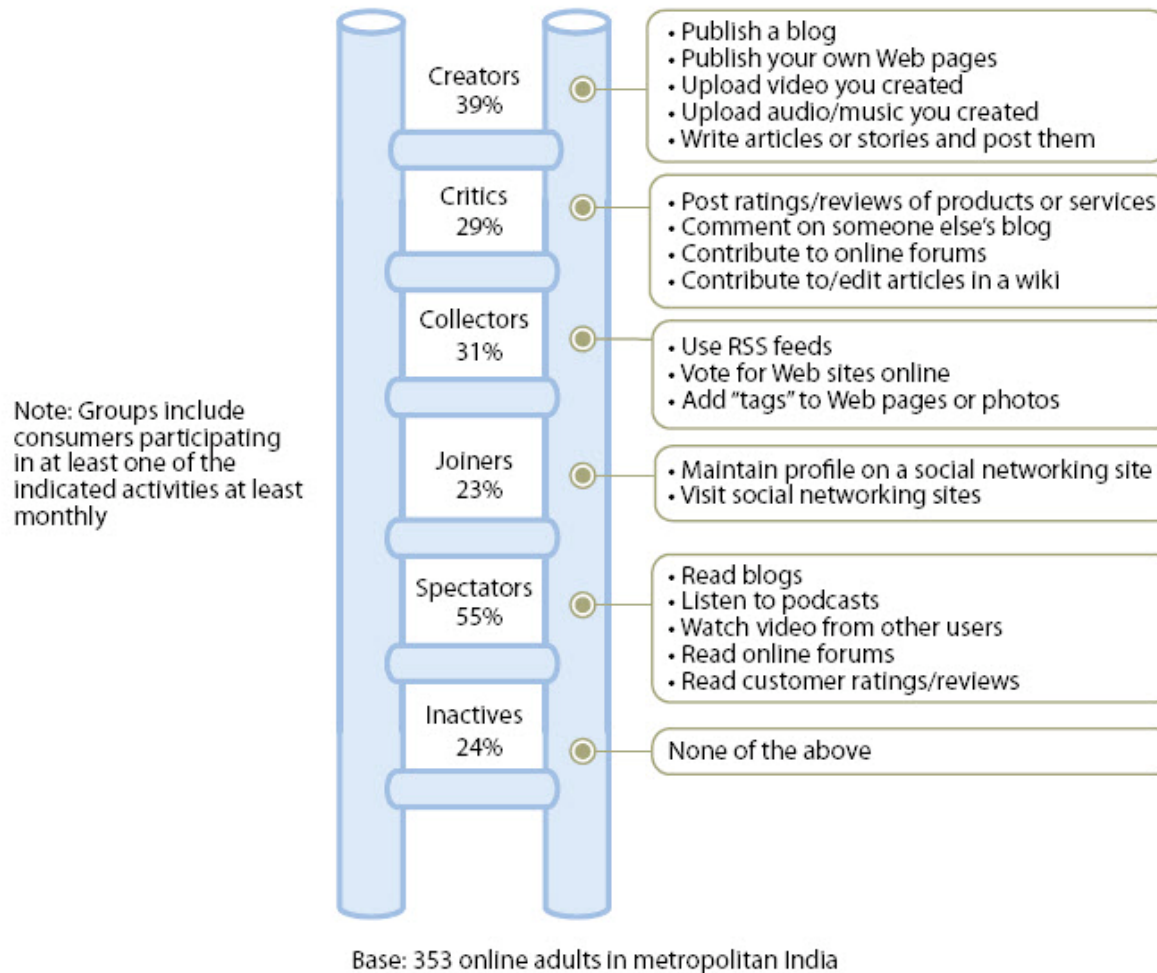 Creators
39%
• Publish a blog
• Publish your own Web pages
• Upload video you created
• Upload audio/music you created
• Write articles or stories and post them
Critics
29%
• Post ratings/reviews of products or services
• Comment on someone else's blog
• Contribute to online forums
• Contribute to/edit articles in a wiki
Collectors
31%
• Use RSS feeds
• Vote for Web sites online
• Add "tags" to Web pages or photos
Note: Groups include
consumers participating
in at least one of the
indicated activities at least
monthly
Joiners
23%
• Maintain profile on a social networking site
• Visit social networking sites
Spectators
55%
• Read blogs
• Listen to podcasts
• Watch video from other users
• Read online forums
• Read customer ratings/reviews
Inactives
24%
None of the above
Base: 353 online adults in metropolitan India